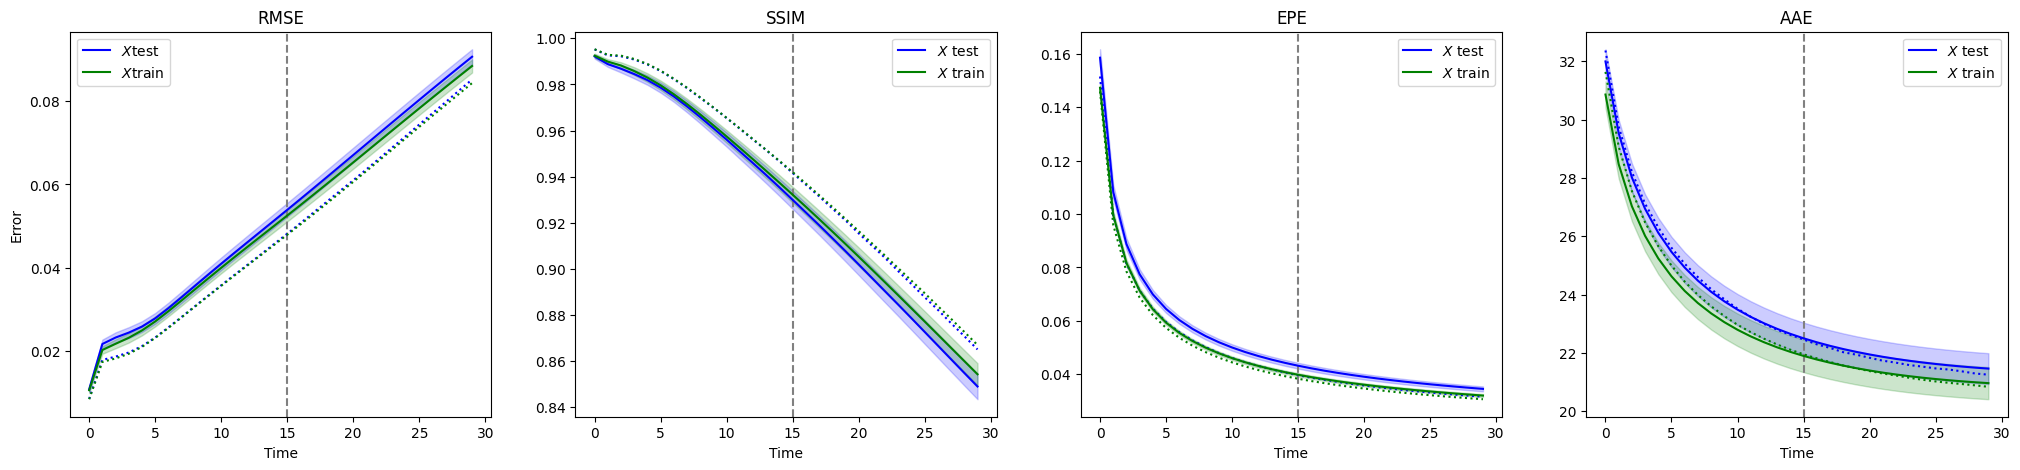 RMSE
Xtest
Xtrain
Error
0.08
0.06
0.04
0.02
0 5 10 15 20 25 30
Time
SSIM
X test
X train
1.00
0.98
0.96
0.94
0.92
0.90
0.88
0.86
0.84
0 5 10 15 20 25 30
Time
EPE
X test
X train
0.16
0.14
0.12
0.10
0.08
0.06
0.04
0 5 10 15 20 25 30
Time
AAE
X test
X train
32
30
28
26
24
22
20
0 5 10 15 20 25 30
Time